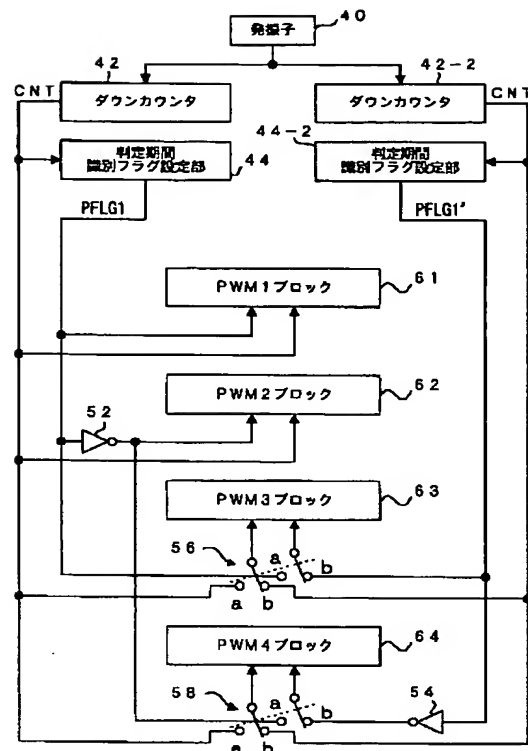 発振子
40
42
42-2
CNT
CNT
ダウンカウンタ
ダウンカウンタ
44-2
判定期間
識別フラグ設定部
44
判定期間
識別フラグ設定部
PFLG1
PFLG1'
61
PWM1ブロック
62
PWM2ブロック
52
63
PWM3ブロック
56
a
b
a
b
64
PWM4ブロック
58
54
a
b
a
b